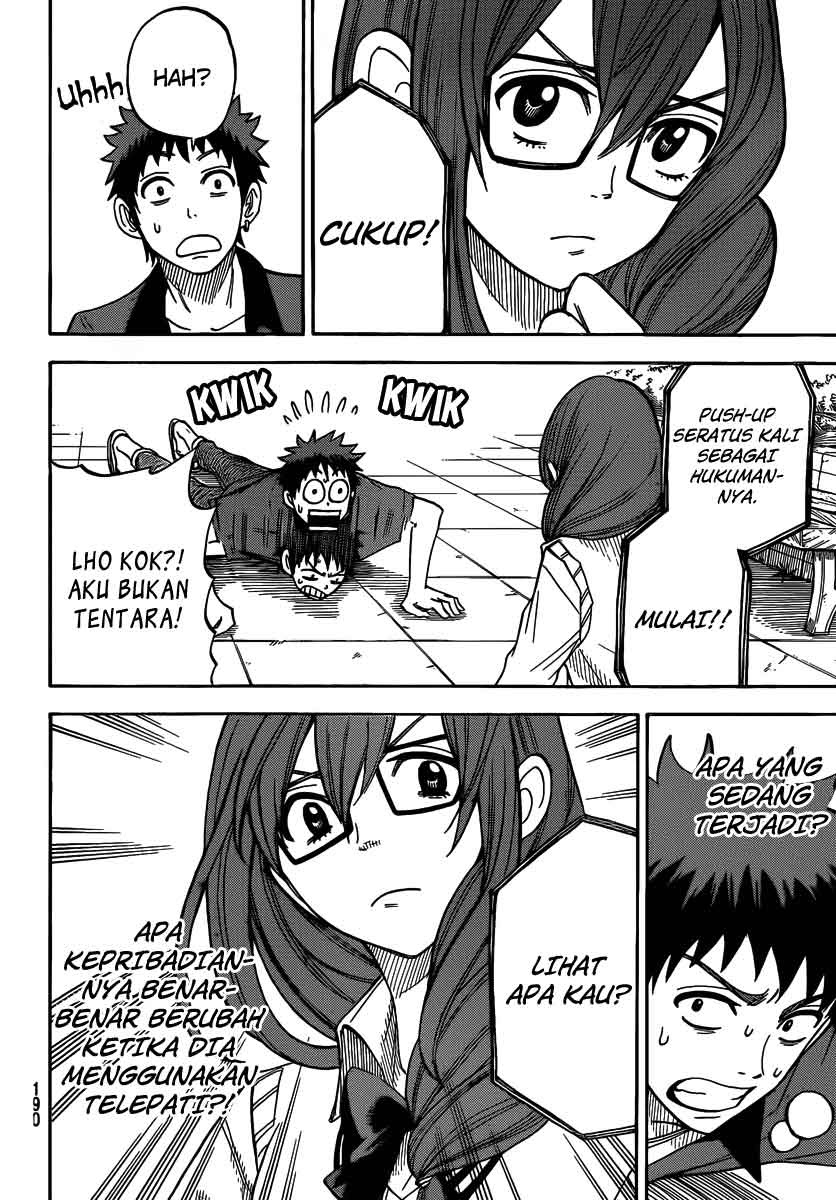 CUKUP!
HAH?
Uhhh
PUSH-UP
SERATUS KALI
SEBAGAI
HUKUMAN-
NYA.
MULAI!!
KWIK
KWIK
LHO KOK?!
AKU BUKAN
TENTARA!
APA YANG
SEDANG
TERJADI?
LIHAT
APA KAU?
APA
KEPRIBADIAN-
NYA BENAR-
BENAR BERUBAH
KETIKA DIA
MENGGUNAKAN
TELEPATI?!
190